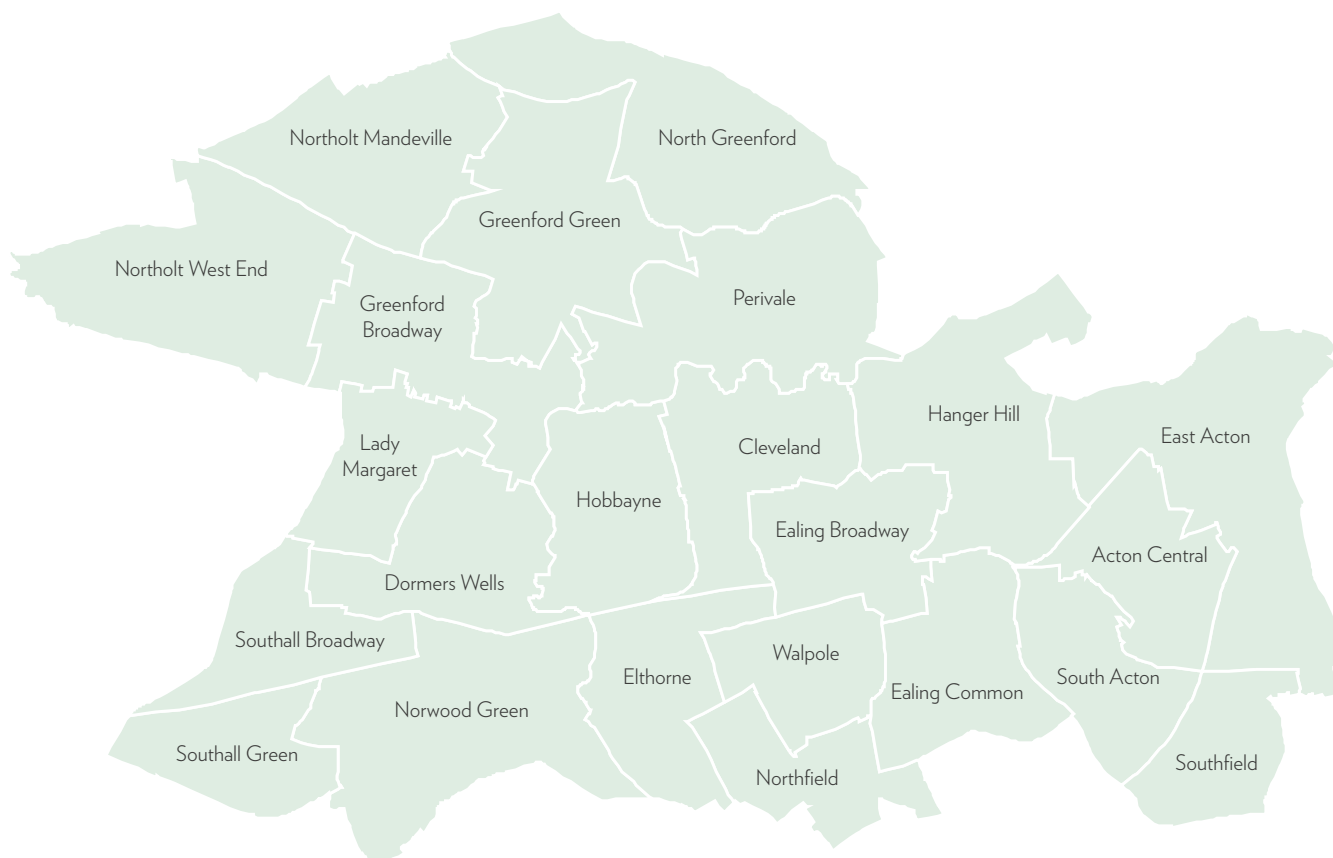 Northolt Mandeville
North Greenford
Greenford Green
Northolt West End
Perivale
Greenford
Broadway
Hanger Hill
East Acton
Lady
Margaret
Cleveland
Hobbayne
Ealing Broadway
Acton Central
Dormers Wells
Southall Broadway
Walpole
Elthorne
South Acton
Ealing Common
Norwood Green
Southall Green
Southfield
Northfield